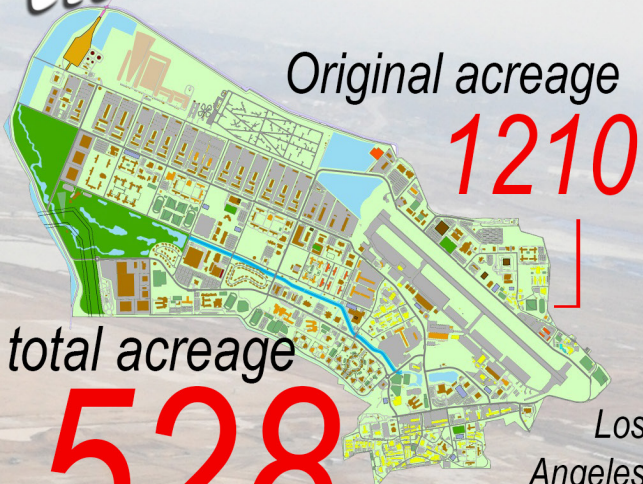 Original acreage
1210
total acreage
528
Los
Angeles